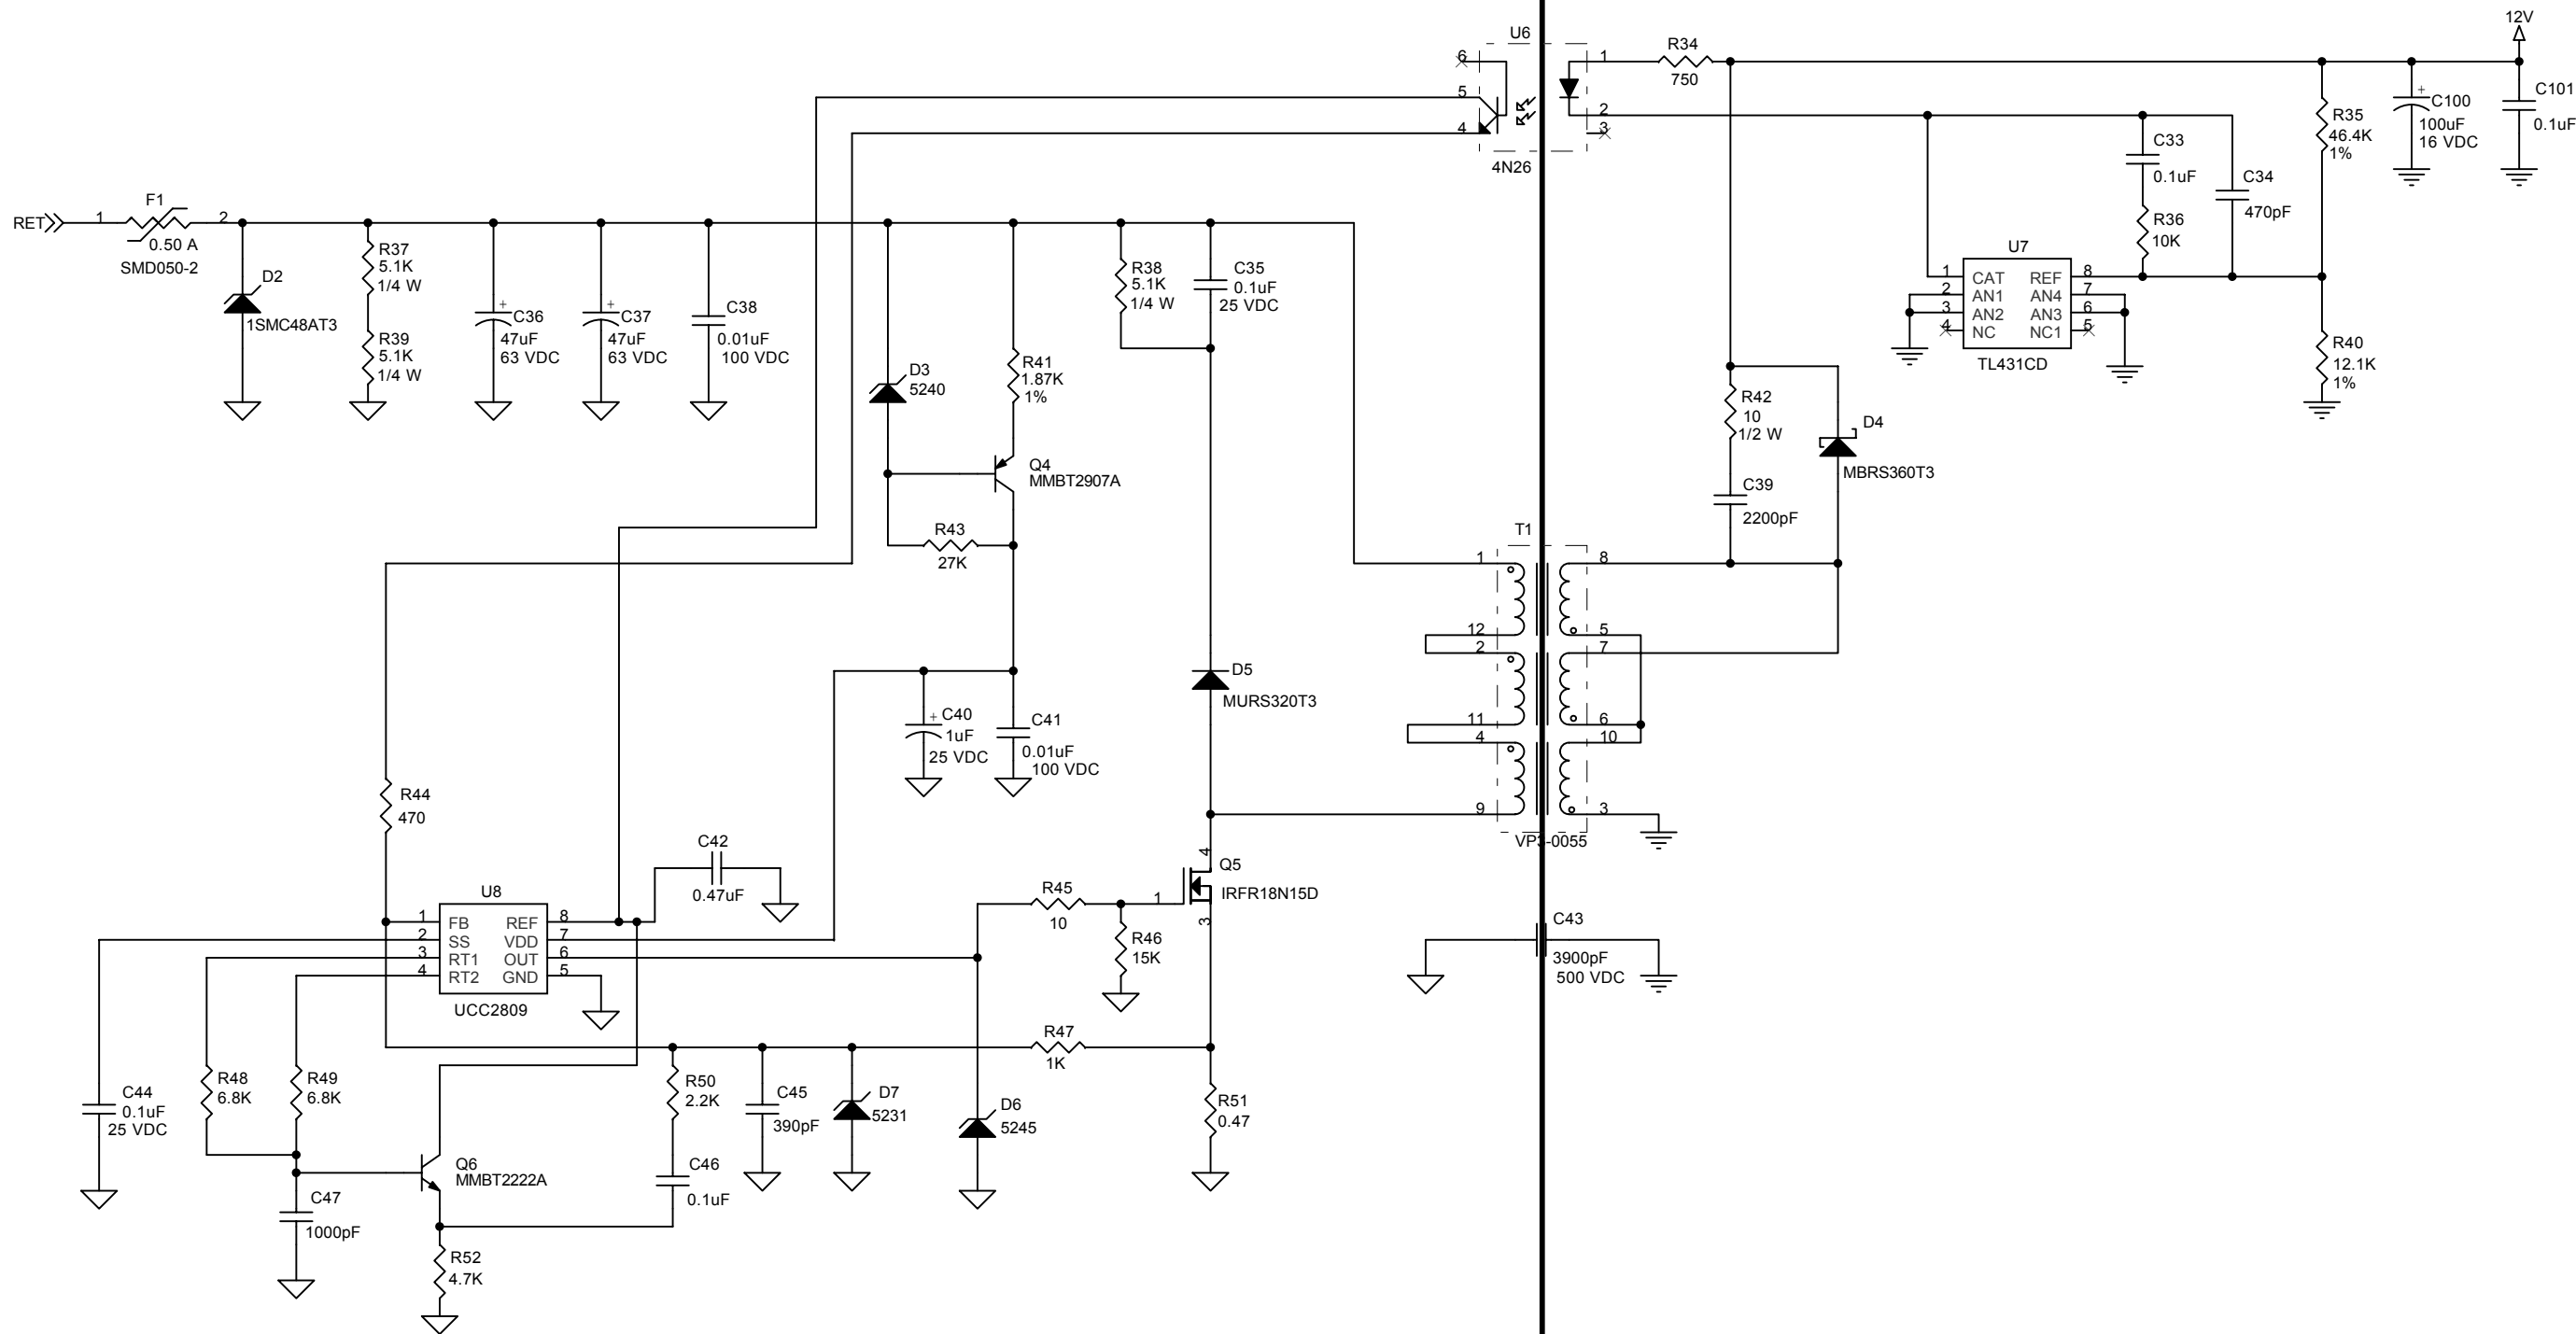 12V
U6
6
1
R34
750
5
4
2
3
4N26
C101
0.1uF
+
C100
100uF
16 VDC
R35
46.4K
1%
C33
0.1uF
C34
470pF
R36
10K
RET
1
F1
2
0.50 A
SMD050-2
D2
1SMC48AT3
R37
5.1K
1/4 W
R39
5.1K
1/4 W
+
C36
47uF
63 VDC
+
C37
47uF
63 VDC
C38
0.01uF
100 VDC
D3
5240
R41
1.87K
1%
R38
5.1K
1/4 W
C35
0.1uF
25 VDC
U7
1
CAT
REF
8
2
AN1
AN4
7
3
AN2
AN3
6
4
NC
NC1
5
TL431CD
R40
12.1K
1%
R42
10
1/2 W
D4
MBRS360T3
C39
2200pF
Q4
MMBT2907A
R43
27K
T1
1
8
12
5
2
7
11
6
4
10
9
3
VP3-0055
D5
MURS320T3
+
C40
1uF
25 VDC
C41
0.01uF
100 VDC
R44
470
C42
0.47uF
U8
1
FB
REF
8
2
SS
VDD
7
3
RT1
OUT
6
4
RT2
GND
5
UCC2809
R45
10
R46
15K
4
Q5
1
IRFR18N15D
3
C43
3900pF
500 VDC
R47
1K
C44
0.1uF
25 VDC
R48
6.8K
R49
6.8K
R50
2.2K
C45
390pF
D7
5231
D6
5245
R51
0.47
Q6
MMBT2222A
C46
0.1uF
C47
1000pF
R52
4.7K